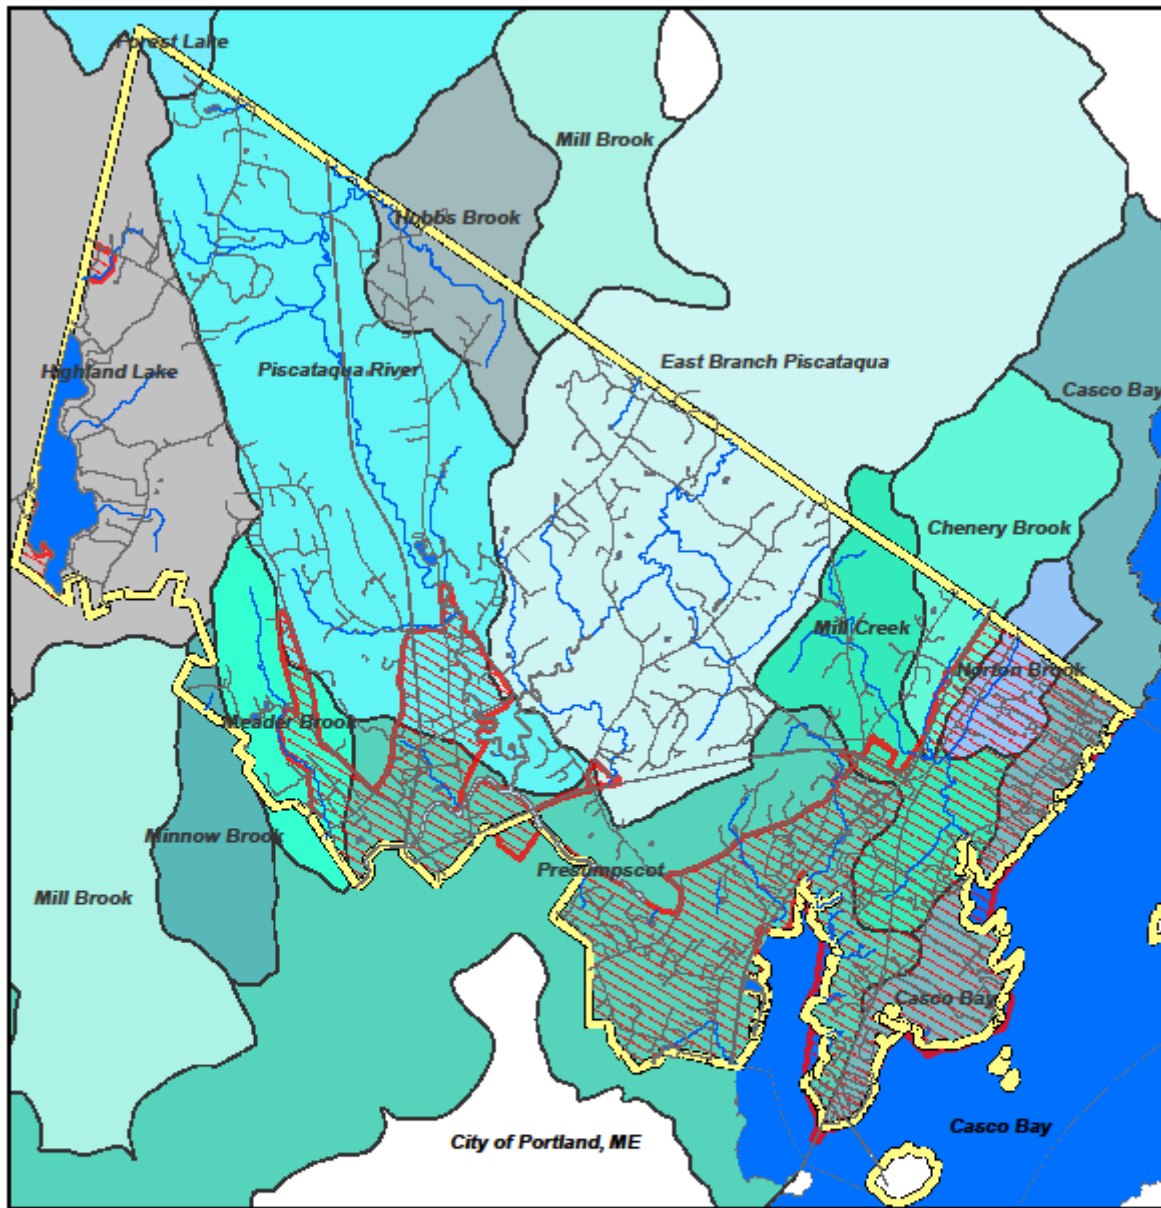 Forest Lake
Mill Brook
Hobbs Brook
Highland Lake
Piscataqua River
East Branch Piscataqua
Casco Bay
Chenery Brook
Mill Creek
Norton Brook
Meader Brook
Minnow Brook
Presumpscot
Mill Brook
Casco Bay
Casco Bay
City of Portland, ME